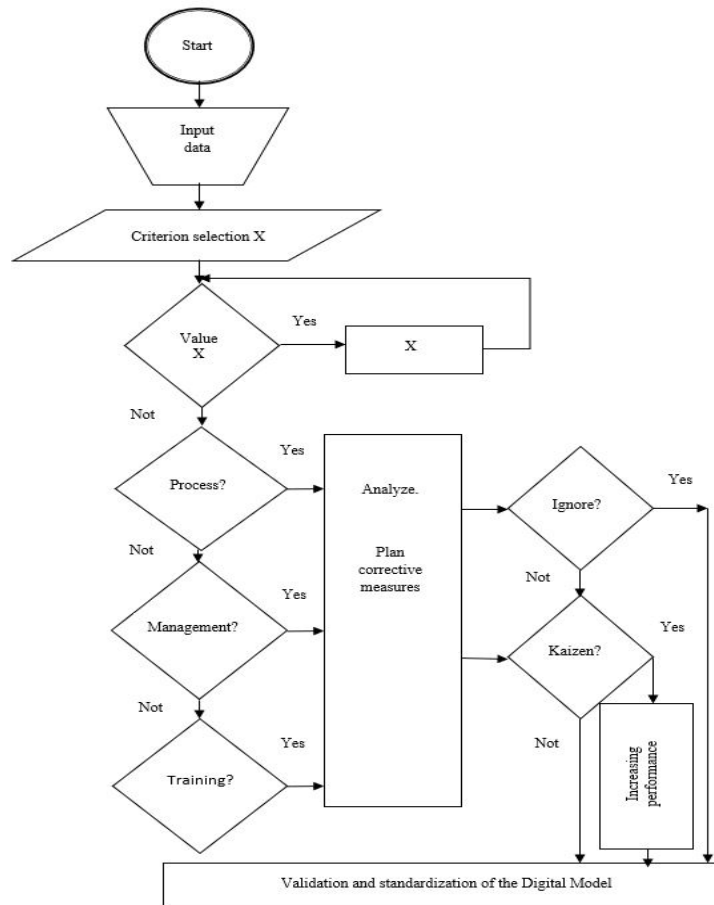 Start
Input
data
Criterion selection X
Yes
Value
X
X
Not
Yes
Process?
Analyze.
Ignore?
Yes
Not
Plan
corrective
measures
Not
Yes
Management?
Kaizen?
Yes
Not
Yes
Not
Training?
Increasing
performance
Validation and standardization of the Digital Model